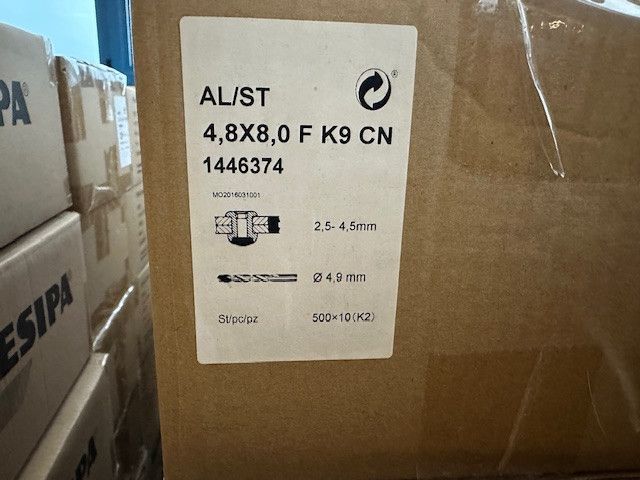 PA
ESIPA
AL/ST
®
4,8X8,0 F K9 CN
1446374
MO2016031001
2,5- 4,5mm
Ø 4,9 mm
St/pc/pz
500×10(K2)